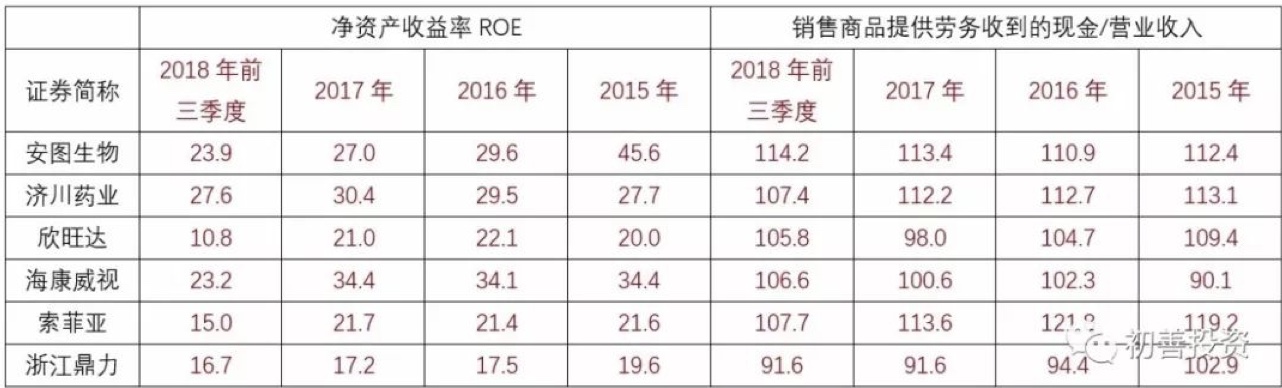 净资产收益率 ROE 销售商品提供劳务收到的现金/营业收入
证券简称 2018 年前三季度 2017 年 2016 年 2015 年 2018 年前三季度 2017 年 2016 年 2015 年
安图生物 23.9 27.0 29.6 45.6 114.2 113.4 110.9 112.4
济川药业 27.6 30.4 29.5 27.7 107.4 112.2 112.7 113.1
欣旺达 10.8 21.0 22.1 20.0 105.8 98.0 104.7 109.4
海康威视 23.2 34.4 34.1 34.4 106.6 100.6 102.3 90.1
索菲亚 15.0 21.7 21.4 21.6 107.7 113.6 121.8 119.2
浙江鼎力 16.7 17.2 17.5 19.6 91.6 91.6 94.4 102.9
初善投资